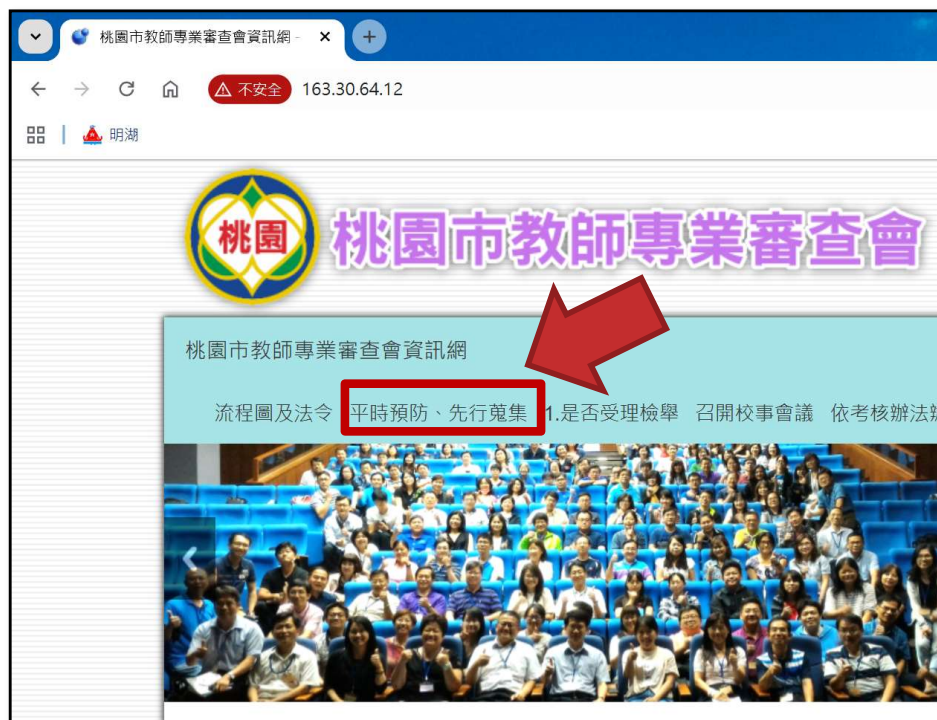 桃園市教師專業審查會資訊網 -
不安全 163.30.64.12
明湖
桃園 桃園市教師專業審查會
桃園市教師專業審查會資訊網
流程圖及法令 平時預防、先行蒐集 1.是否受理檢舉 召開校事會議 依考核辦法辦